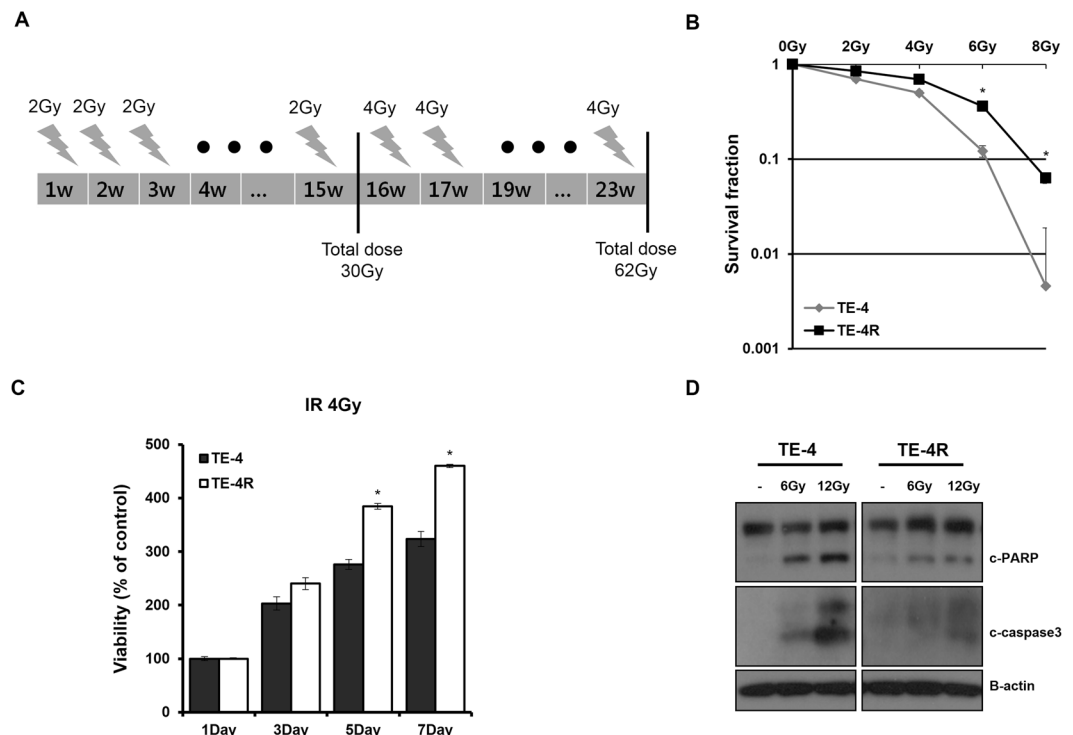 A
2Gy 2Gy 2Gy 2Gy 4Gy 4Gy 4Gy
1w 2w 3w 4w ... 15w 16w 17w 19w ... 23w
Total dose
30Gy
Total dose
62Gy
B
0Gy 2Gy 4Gy 6Gy 8Gy
1
0.1
0.01
0.001
Survival fraction
*
*
TE-4
TE-4R
C
IR 4Gy
Viability (% of control)
500
400
300
200
100
0
TE-4
TE-4R
*
*
1Day 3Day 5Day 7Day
D
TE-4 TE-4R
- 6Gy 12Gy - 6Gy 12Gy
c-PARP
c-caspase3
B-actin